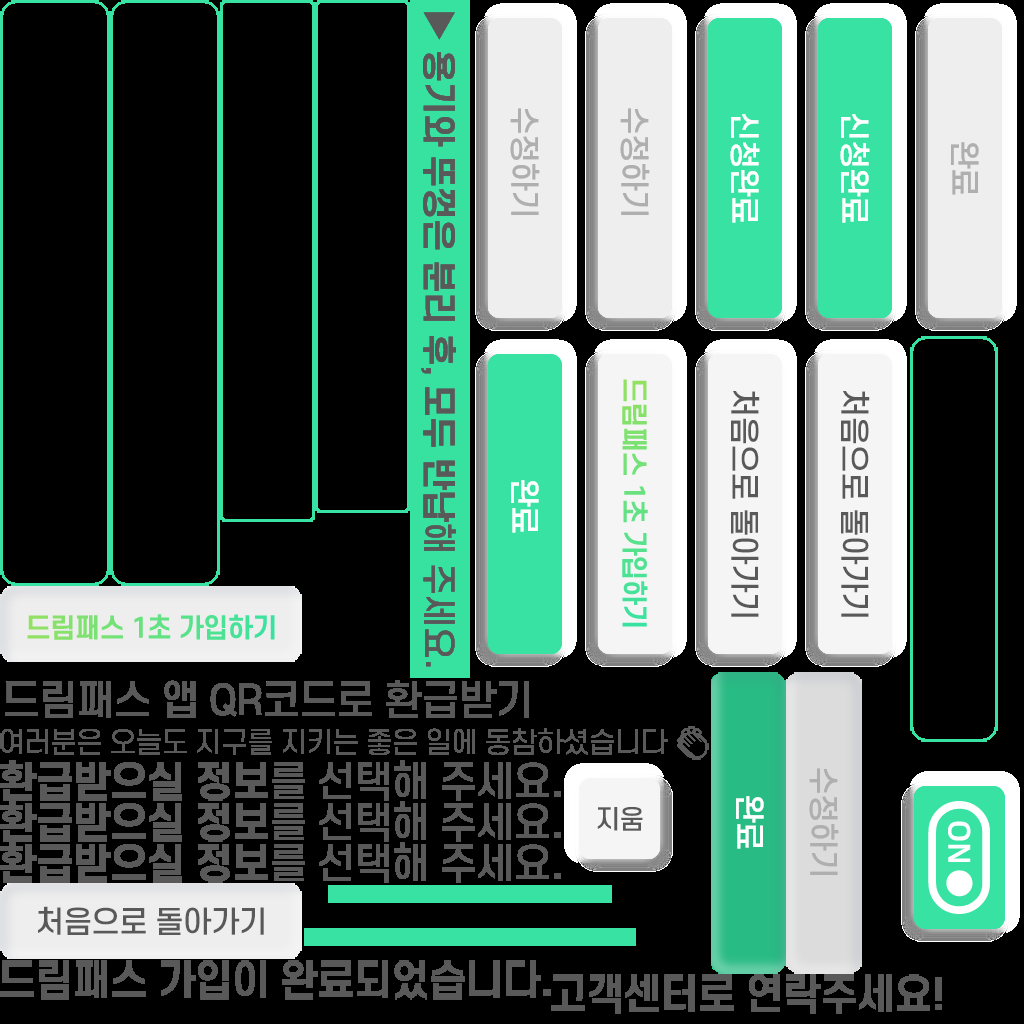 ▶ 용기와 뚜껑은 분리 후, 모두 반납해 주세요.
수정하기
수정하기
신청완료
신청완료
완료
완료
드림패스 1초 가입하기
처음으로 돌아가기
처음으로 돌아가기
드림패스 1초 가입하기
드림패스 앱 QR코드로 환급받기
여러분은 오늘도 지구를 지키는 좋은 일에 동참하셨습니다 👏
환급받으실 정보를 선택해 주세요.
환급받으실 정보를 선택해 주세요.
환급받으실 정보를 선택해 주세요.
지움
완료
수정하기
ON
처음으로 돌아가기
드림패스 가입이 완료되었습니다.
고객센터로 연락주세요!